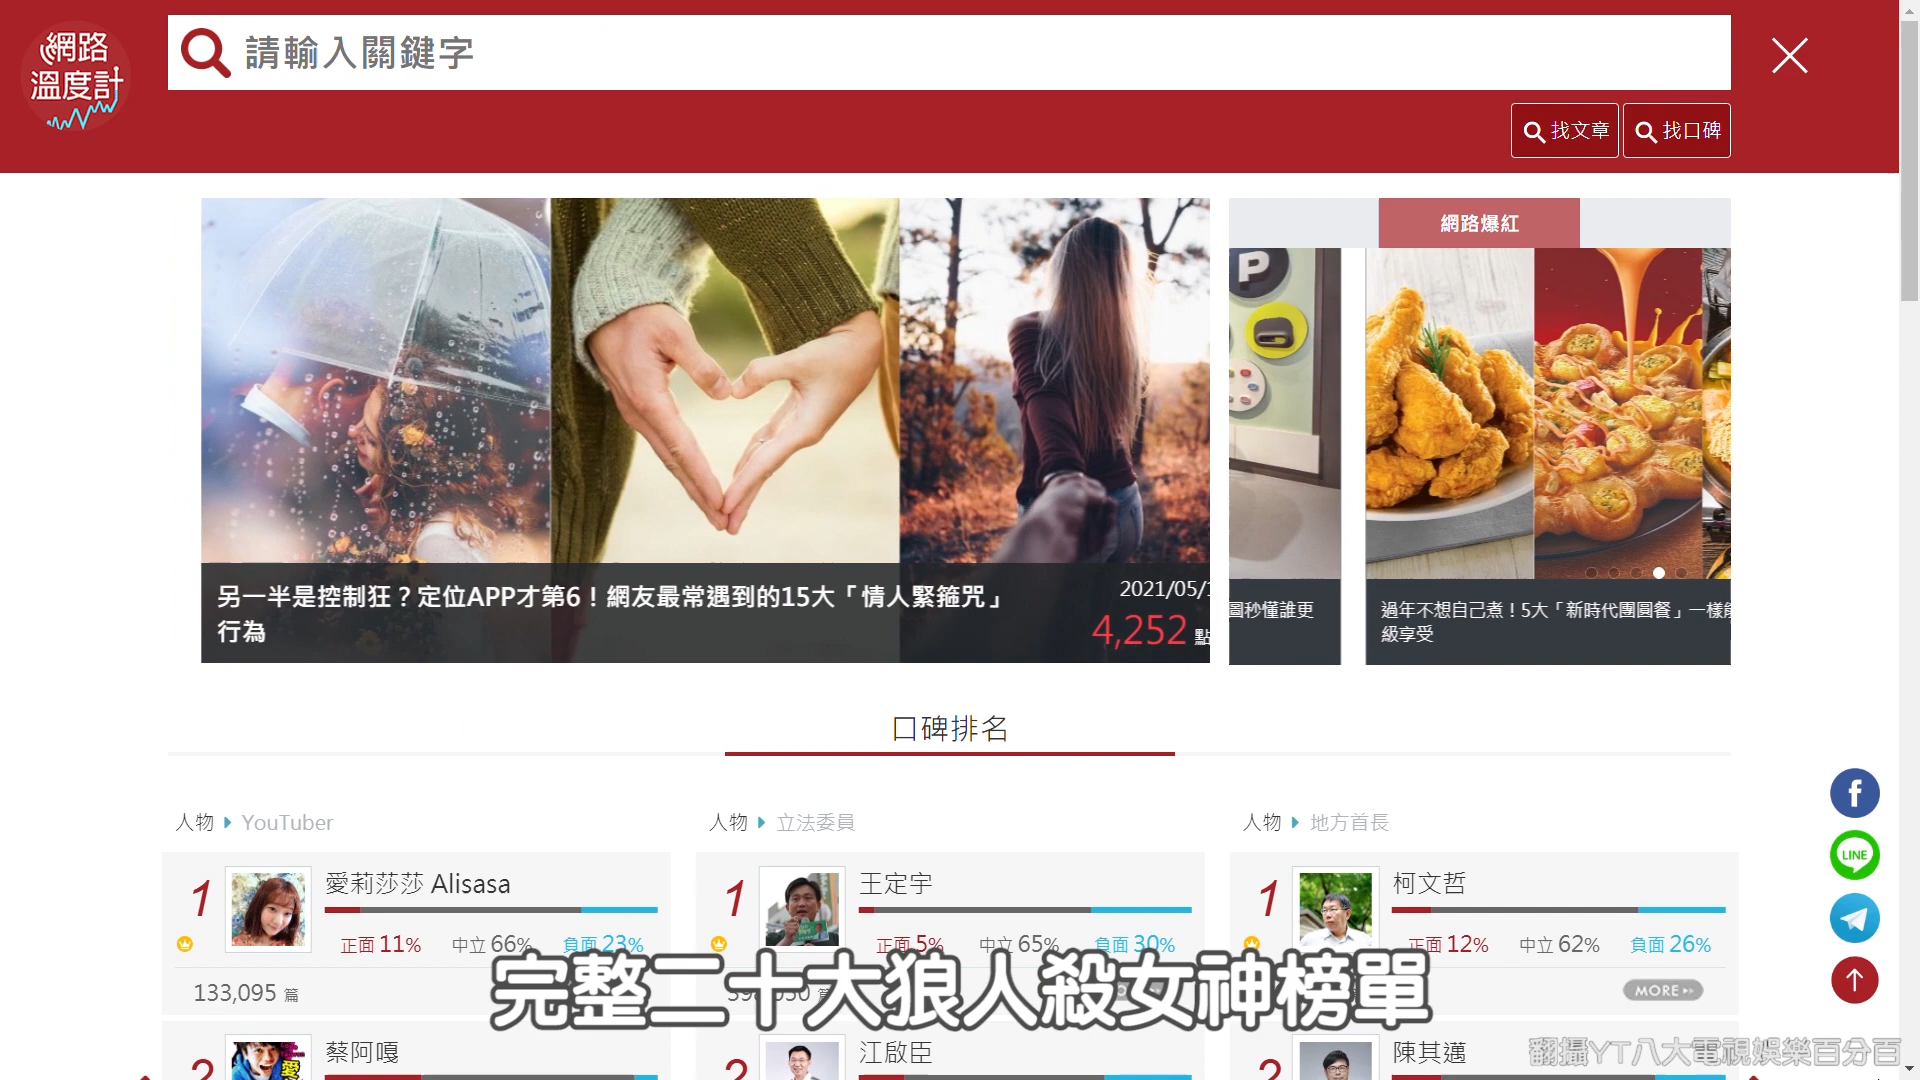 網路
溫度計
請輸入關鍵字
找文章
找口碑
網路爆紅
P
另一半是控制狂？定位APP才第6！網友最常遇到的15大「情人緊箍咒」
行為
2021/05/1
4,252 點
圖秒懂誰更
過年不想自己煮！5大「新時代團圓餐」一樣能
級享受
口碑排名
人物 YouTuber
人物 立法委員
人物 地方首長
1
愛莉莎莎 Alisasa
正面 11% 中立 66% 負面 23%
133,095 篇
1
王定宇
正面 5% 中立 65% 負面 30%
1
柯文哲
正面 12% 中立 62% 負面 26%
MORE
LINE
完整二十大狼人殺女神榜單
2
蔡阿嘎
2
江啟臣
2
陳其邁
翻攝YT八大電視娛樂百分百